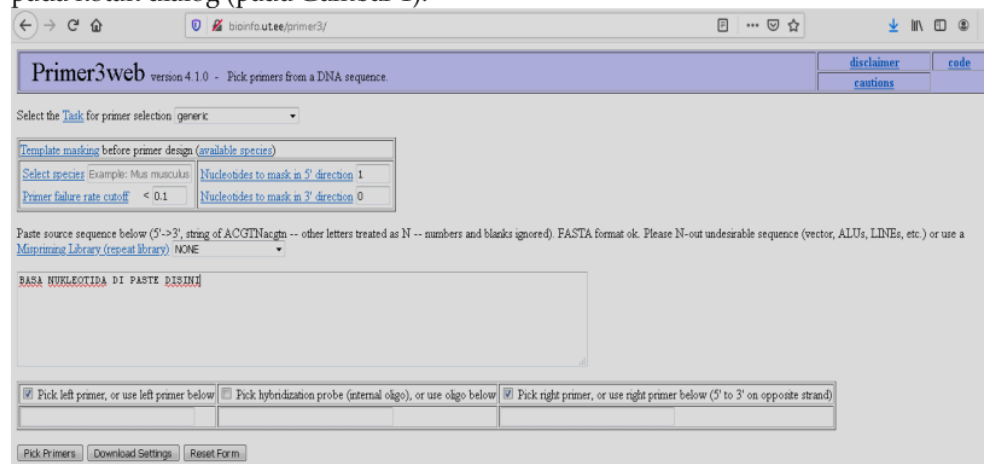 pada kotak dialog (pada Gambar 1).
bioinfo.ut.ee/primer3/
Primer3web version 4.1.0 - Pick primers from a DNA sequence.
disclaimer code
cautions
Select the Task for primer selection generic
Template masking before primer design (available species)
Select species Example: Mus musculus Nucleotides to mask in 5' direction 1
Primer failure rate cutoff < 0.1 Nucleotides to mask in 3' direction 0
Paste source sequence below (5'->3', string of ACGTNacgtn -- other letters treated as N -- numbers and blanks ignored). FASTA format ok. Please N-out undesirable sequence (vector, ALUs, LINEs, etc.) or use a
Mispriming Library (repeat library) NONE
BASA NUKLEOTIDA DI PASTE DISINI
Pick left primer, or use left primer below Pick hybridization probe (internal oligo), or use oligo below Pick right primer, or use right primer below (5' to 3' on opposite strand)
Pick Primers Download Settings Reset Form